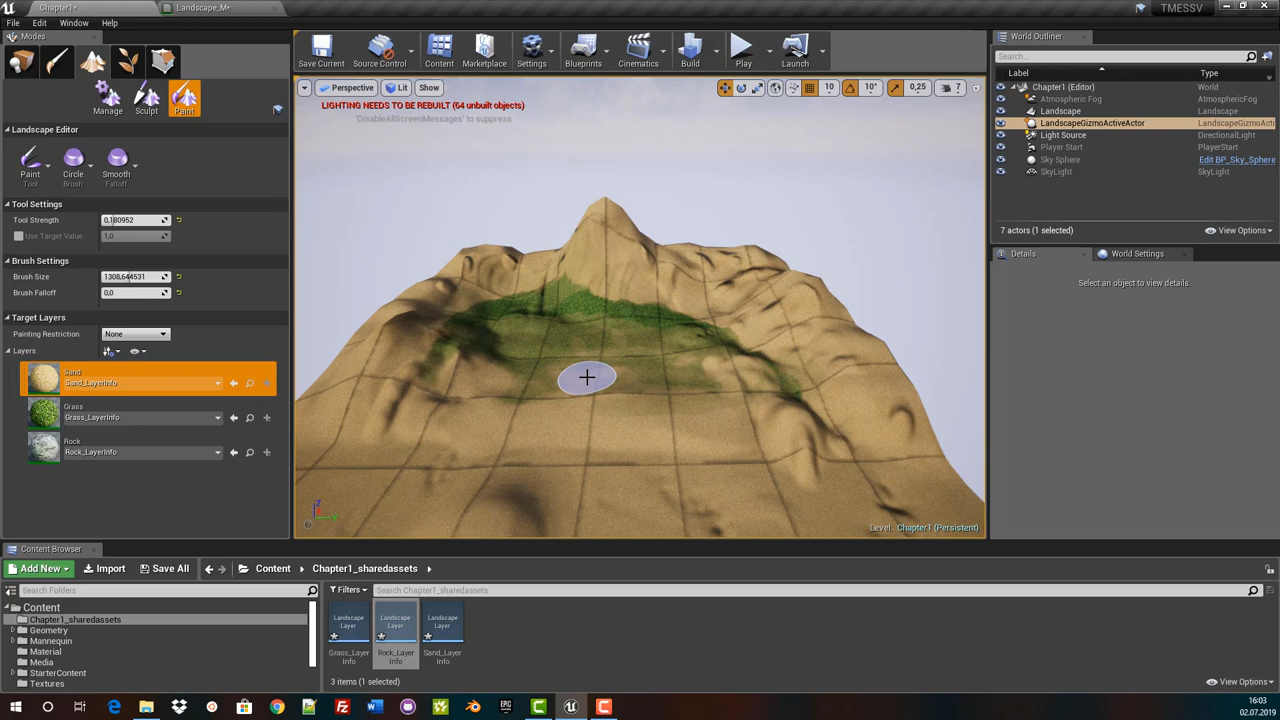 Chapter1*
Landscape_M*
TMESSV
File Edit Window Help
Modes
Manage Sculpt Paint
Landscape Editor
Paint Circle Smooth
Tool Brush Falloff
Tool Settings
Tool Strength 0,180952
Use Target Value 1,0
Brush Settings
Brush Size 1308,644531
Brush Falloff 0,0
Target Layers
Painting Restriction None
Layers
Sand
Sand_LayerInfo
Grass
Grass_LayerInfo
Rock
Rock_LayerInfo
Save Current Source Control Content Marketplace Settings Blueprints Cinematics Build Play Launch
Perspective Lit Show 10 10° 0,25 7
LIGHTING NEEDS TO BE REBUILT (64 unbuilt objects)
'DisableAllScreenMessages' to suppress
Level: Chapter1 (Persistent)
World Outliner
Search...
Label Type
Chapter1 (Editor) World
Atmospheric Fog AtmosphericFog
Landscape Landscape
LandscapeGizmoActiveActor LandscapeGizmoActi
Light Source DirectionalLight
Player Start PlayerStart
Sky Sphere Edit BP_Sky_Sphere
SkyLight SkyLight
7 actors (1 selected) View Options
Details World Settings
Select an object to view details.
Content Browser
Add New Import Save All Content Chapter1_sharedassets
Search Folders
Filters Search Chapter1_sharedassets
Content
Chapter1_sharedassets
Geometry
Mannequin
Material
Media
StarterContent
Textures
Landscape Layer
Landscape Layer
Landscape Layer
Grass_Layer Info
Rock_Layer Info
Sand_Layer Info
3 items (1 selected) View Options
16:03
02.07.2019